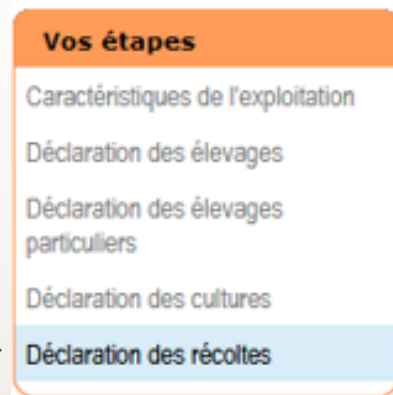 Vos étapes
Caractéristiques de l'exploitation
Déclaration des élevages
Déclaration des élevages
particuliers
Déclaration des cultures
Déclaration des récoltes